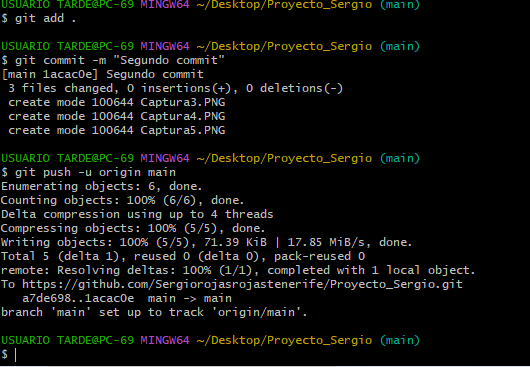 USUARIO TARDE@PC-69 MINGW64 ~/Desktop/Proyecto_Sergio (main)
$ git add .
USUARIO TARDE@PC-69 MINGW64 ~/Desktop/Proyecto_Sergio (main)
$ git commit -m "Segundo commit"
[main 1acac0e] Segundo commit
 3 files changed, 0 insertions(+), 0 deletions(-)
 create mode 100644 Captura3.PNG
 create mode 100644 Captura4.PNG
 create mode 100644 Captura5.PNG
USUARIO TARDE@PC-69 MINGW64 ~/Desktop/Proyecto_Sergio (main)
$ git push -u origin main
Enumerating objects: 6, done.
Counting objects: 100% (6/6), done.
Delta compression using up to 4 threads
Compressing objects: 100% (5/5), done.
Writing objects: 100% (5/5), 71.39 KiB | 17.85 MiB/s, done.
Total 5 (delta 1), reused 0 (delta 0), pack-reused 0
remote: Resolving deltas: 100% (1/1), completed with 1 local object.
To https://github.com/Sergiorojasrojastenerife/Proyecto_Sergio.git
   a7de698..1acac0e  main -> main
branch 'main' set up to track 'origin/main'.
USUARIO TARDE@PC-69 MINGW64 ~/Desktop/Proyecto_Sergio (main)
$